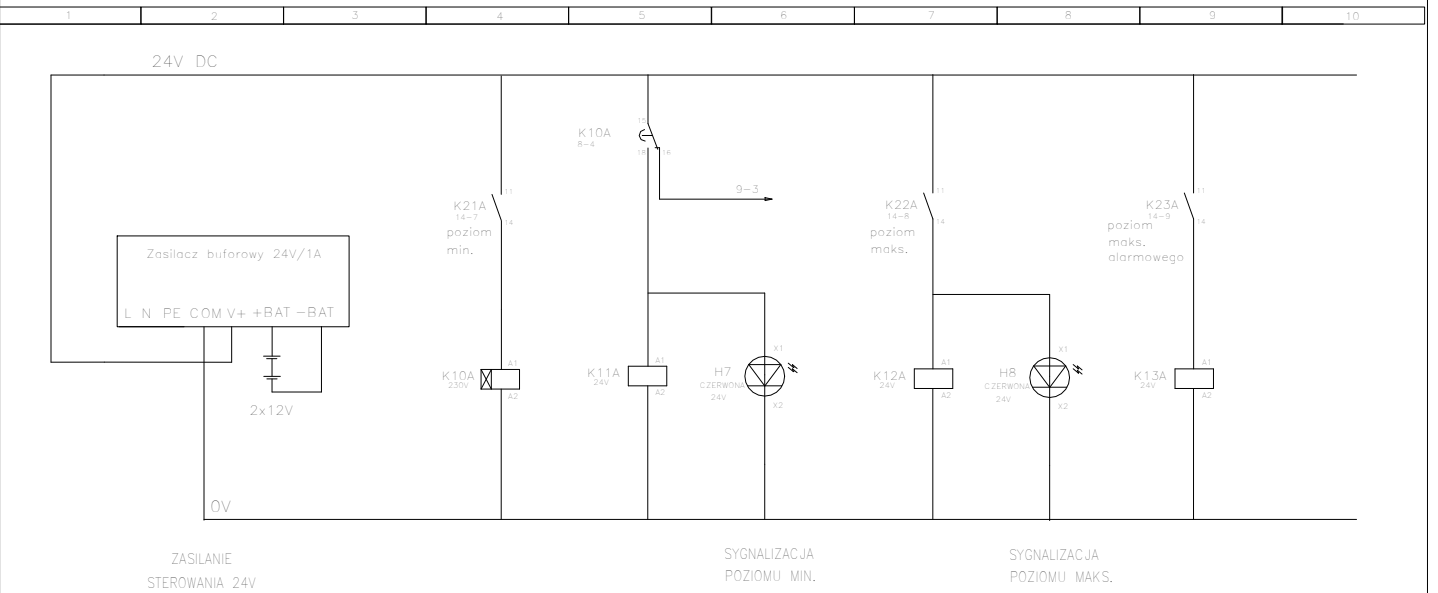 1 2 3 4 5 6 7 8 9 10
24V DC
Zasilacz buforowy 24V/1A
L N PE COM V+ +BAT -BAT
2x12V
0V
ZASILANIE
STEROWANIA 24V
K21A
14-7
poziom
min.
11
14
K10A
230V
A1
A2
K10A
8-4
15
18 16
9-3
K11A
24V
A1
A2
H7
CZERWONA
24V
X1
X2
SYGNALIZACJA
POZIOMU MIN.
K22A
14-8
poziom
maks.
11
14
K12A
24V
A1
A2
H8
CZERWONA
24V
X1
X2
SYGNALIZACJA
POZIOMU MAKS.
K23A
14-9
poziom
maks.
alarmowego
11
14
K13A
24V
A1
A2